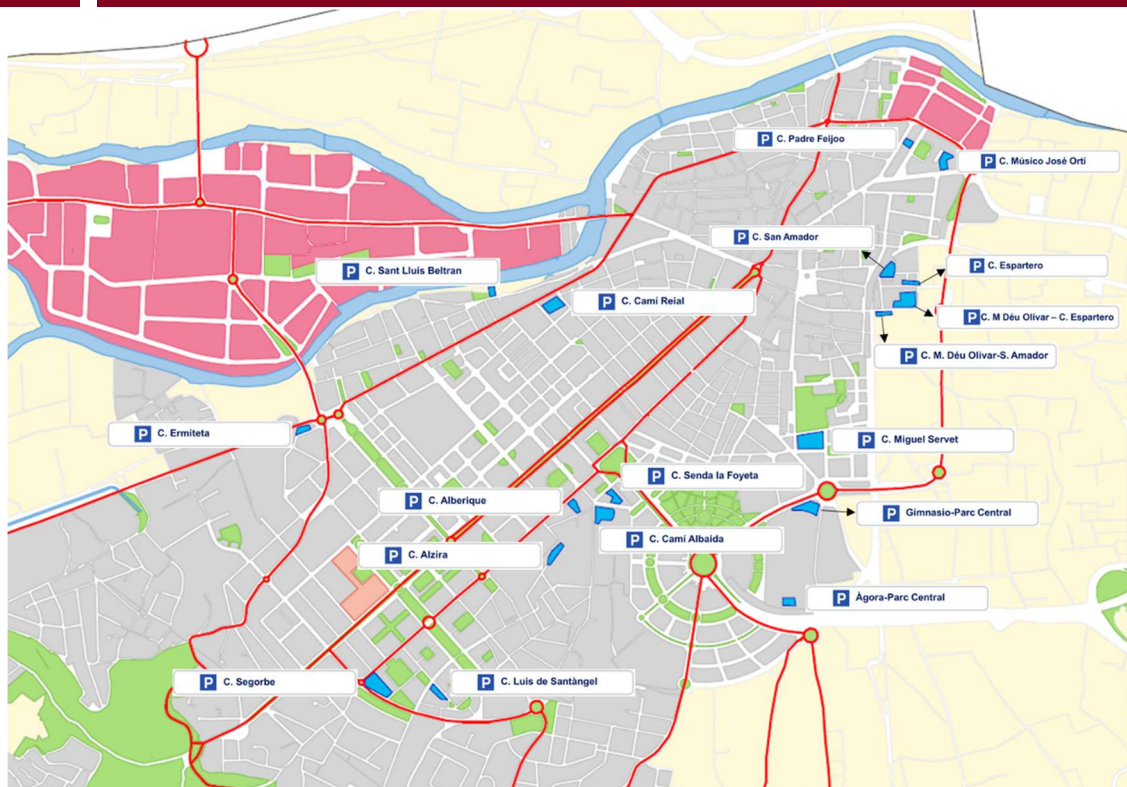 P C. Padre Feijoo
P C. Músico José Ortí
P C. San Amador
P C. Espartero
P C. Sant Lluís Beltran
P C. Camí Reial
P C. M Déu Olivar – C. Espartero
P C. M. Déu Olivar-S. Amador
P C. Ermiteta
P C. Miguel Servet
P C. Senda la Foyeta
P C. Alberique
P Gimnasio-Parc Central
P C. Camí Albaida
P C. Alzira
P Àgora-Parc Central
P C. Segorbe
P C. Luis de Santàngel